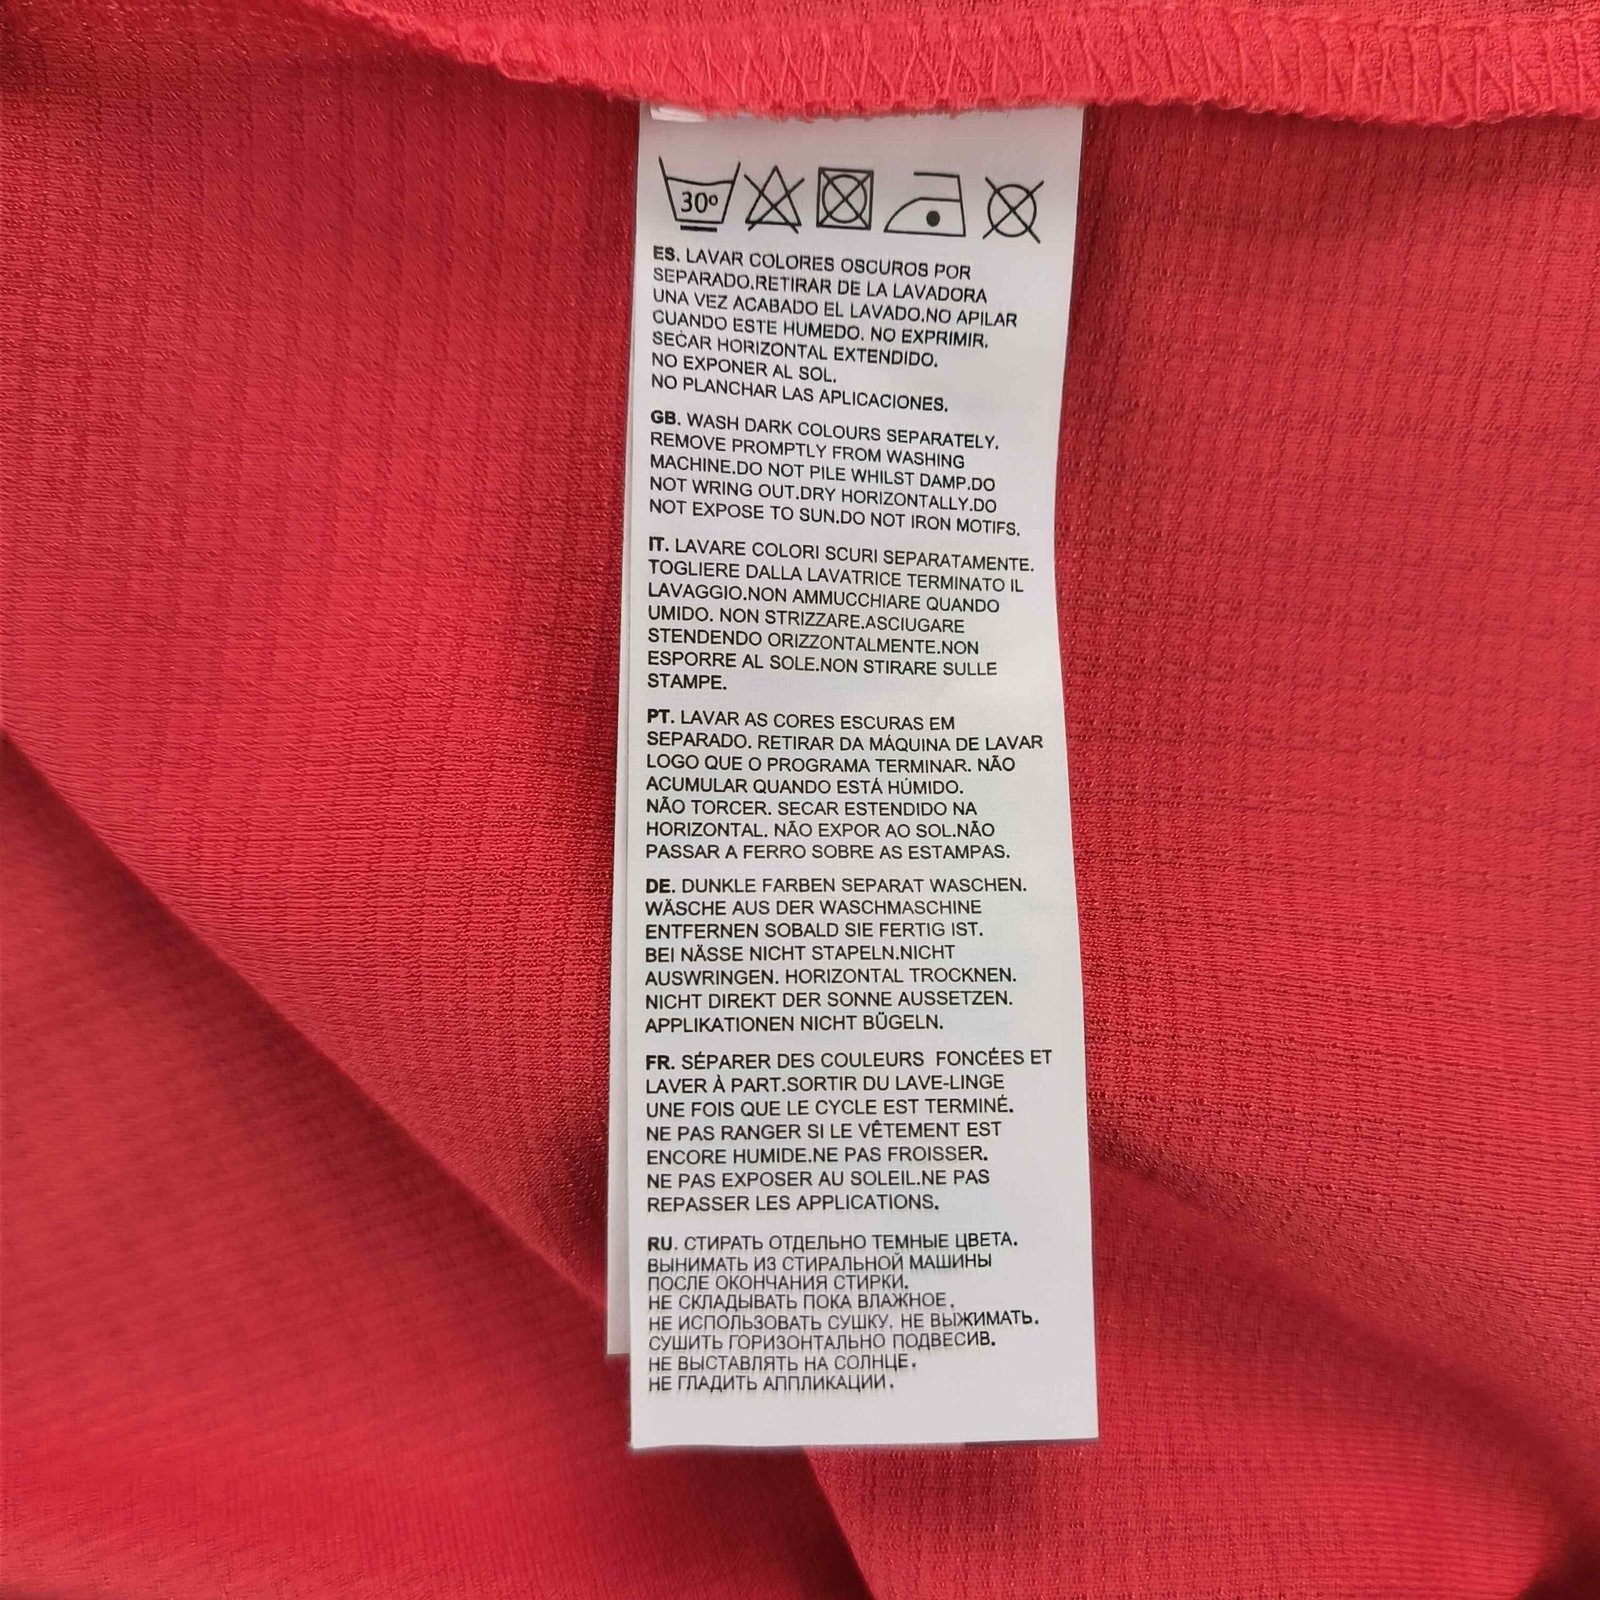 30º
ES. LAVAR COLORES OSCUROS POR
SEPARADO.RETIRAR DE LA LAVADORA
UNA VEZ ACABADO EL LAVADO.NO APILAR
CUANDO ESTE HUMEDO. NO EXPRIMIR.
SECAR HORIZONTAL EXTENDIDO.
NO EXPONER AL SOL.
NO PLANCHAR LAS APLICACIONES.
GB. WASH DARK COLOURS SEPARATELY.
REMOVE PROMPTLY FROM WASHING
MACHINE.DO NOT PILE WHILST DAMP.DO
NOT WRING OUT.DRY HORIZONTALLY.DO
NOT EXPOSE TO SUN.DO NOT IRON MOTIFS.
IT. LAVARE COLORI SCURI SEPARATAMENTE.
TOGLIERE DALLA LAVATRICE TERMINATO IL
LAVAGGIO.NON AMMUCCHIARE QUANDO
UMIDO. NON STRIZZARE.ASCIUGARE
STENDENDO ORIZZONTALMENTE.NON
ESPORRE AL SOLE.NON STIRARE SULLE
STAMPE.
PT. LAVAR AS CORES ESCURAS EM
SEPARADO. RETIRAR DA MÁQUINA DE LAVAR
LOGO QUE O PROGRAMA TERMINAR. NÃO
ACUMULAR QUANDO ESTÁ HÚMIDO.
NÃO TORCER. SECAR ESTENDIDO NA
HORIZONTAL. NÃO EXPOR AO SOL.NÃO
PASSAR A FERRO SOBRE AS ESTAMPAS.
DE. DUNKLE FARBEN SEPARAT WASCHEN.
WÄSCHE AUS DER WASCHMASCHINE
ENTFERNEN SOBALD SIE FERTIG IST.
BEI NÄSSE NICHT STAPELN.NICHT
AUSWRINGEN. HORIZONTAL TROCKNEN.
NICHT DIREKT DER SONNE AUSSETZEN.
APPLIKATIONEN NICHT BÜGELN.
FR. SÉPARER DES COULEURS FONCÉES ET
LAVER À PART.SORTIR DU LAVE-LINGE
UNE FOIS QUE LE CYCLE EST TERMINÉ.
NE PAS RANGER SI LE VÊTEMENT EST
ENCORE HUMIDE.NE PAS FROISSER.
NE PAS EXPOSER AU SOLEIL.NE PAS
REPASSER LES APPLICATIONS.
RU. СТИРАТЬ ОТДЕЛЬНО ТЕМНЫЕ ЦВЕТА.
ВЫНИМАТЬ ИЗ СТИРАЛЬНОЙ МАШИНЫ
ПОСЛЕ ОКОНЧАНИЯ СТИРКИ.
НЕ СКЛАДЫВАТЬ ПОКА ВЛАЖНОЕ.
НЕ ИСПОЛЬЗОВАТЬ СУШКУ. НЕ ВЫЖИМАТЬ.
СУШИТЬ ГОРИЗОНТАЛЬНО ПОДВЕСИВ.
НЕ ВЫСТАВЛЯТЬ НА СОЛНЦЕ.
НЕ ГЛАДИТЬ АППЛИКАЦИИ.